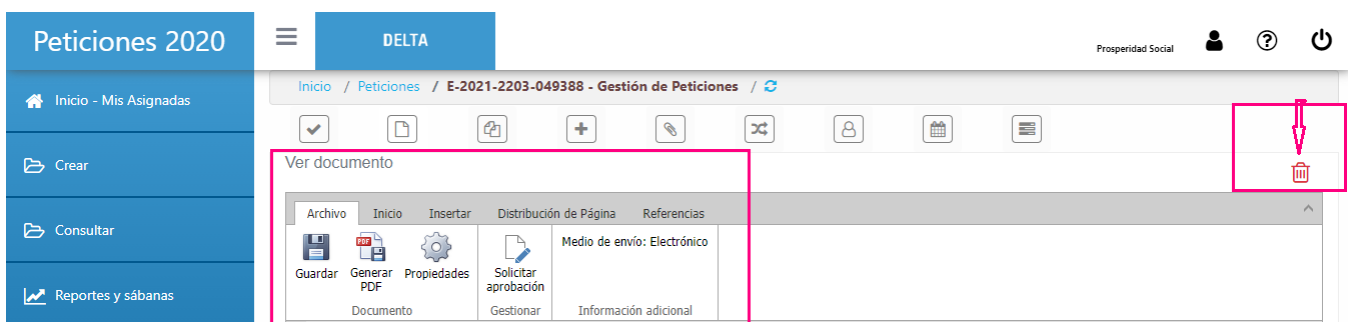 Peticiones 2020
DELTA
Prosperidad Social
Inicio / Peticiones / E-2021-2203-049388 - Gestión de Peticiones /
Inicio - Mis Asignadas
Crear
Consultar
Reportes y sábanas
Ver documento
Archivo Inicio Insertar Distribución de Página Referencias
Guardar
Generar
PDF
Propiedades
Documento
Solicitar
aprobación
Gestionar
Medio de envío: Electrónico
Información adicional